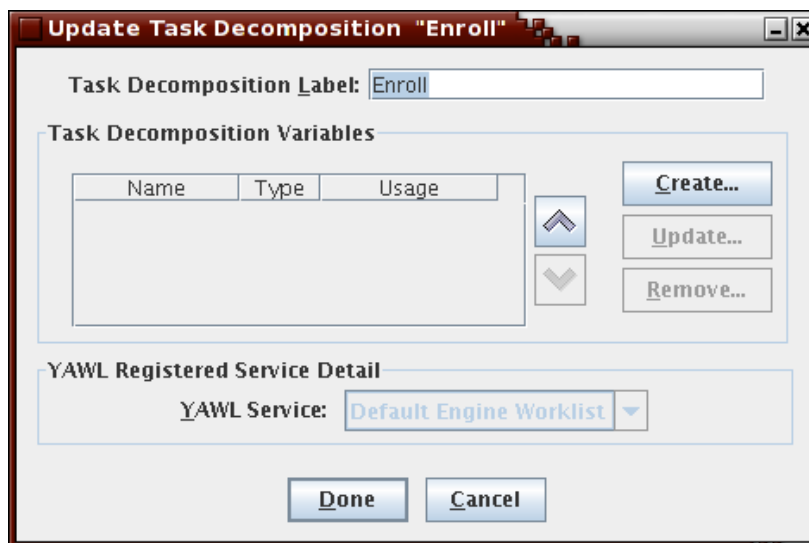 Update Task Decomposition "Enroll"
Task Decomposition Label: Enroll
Task Decomposition Variables
Name Type Usage
Create...
Update...
Remove...
YAWL Registered Service Detail
YAWL Service: Default Engine Worklist
Done Cancel